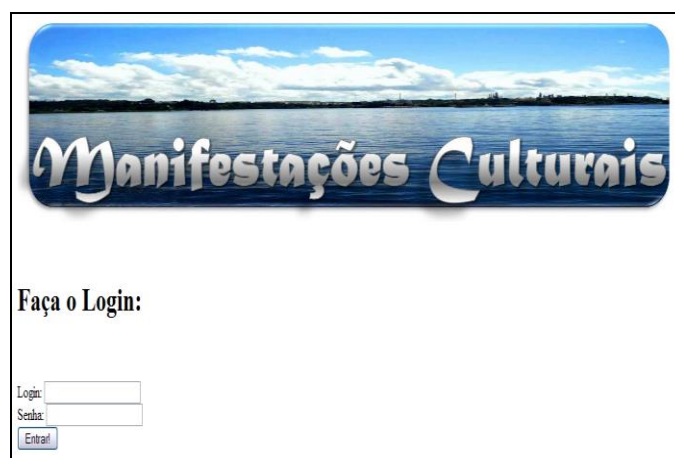 Manifestações Culturais
Faça o Login:
Login:
Senha:
Entrar!